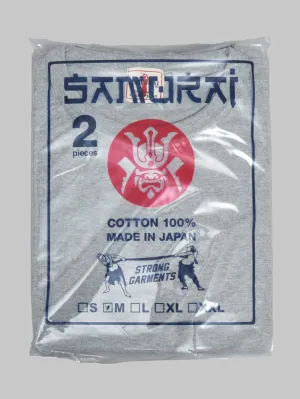 SAMURAI
2
pieces
COTTON 100%
MADE IN JAPAN
STRONG
GARMENTS
S M L XL XXL